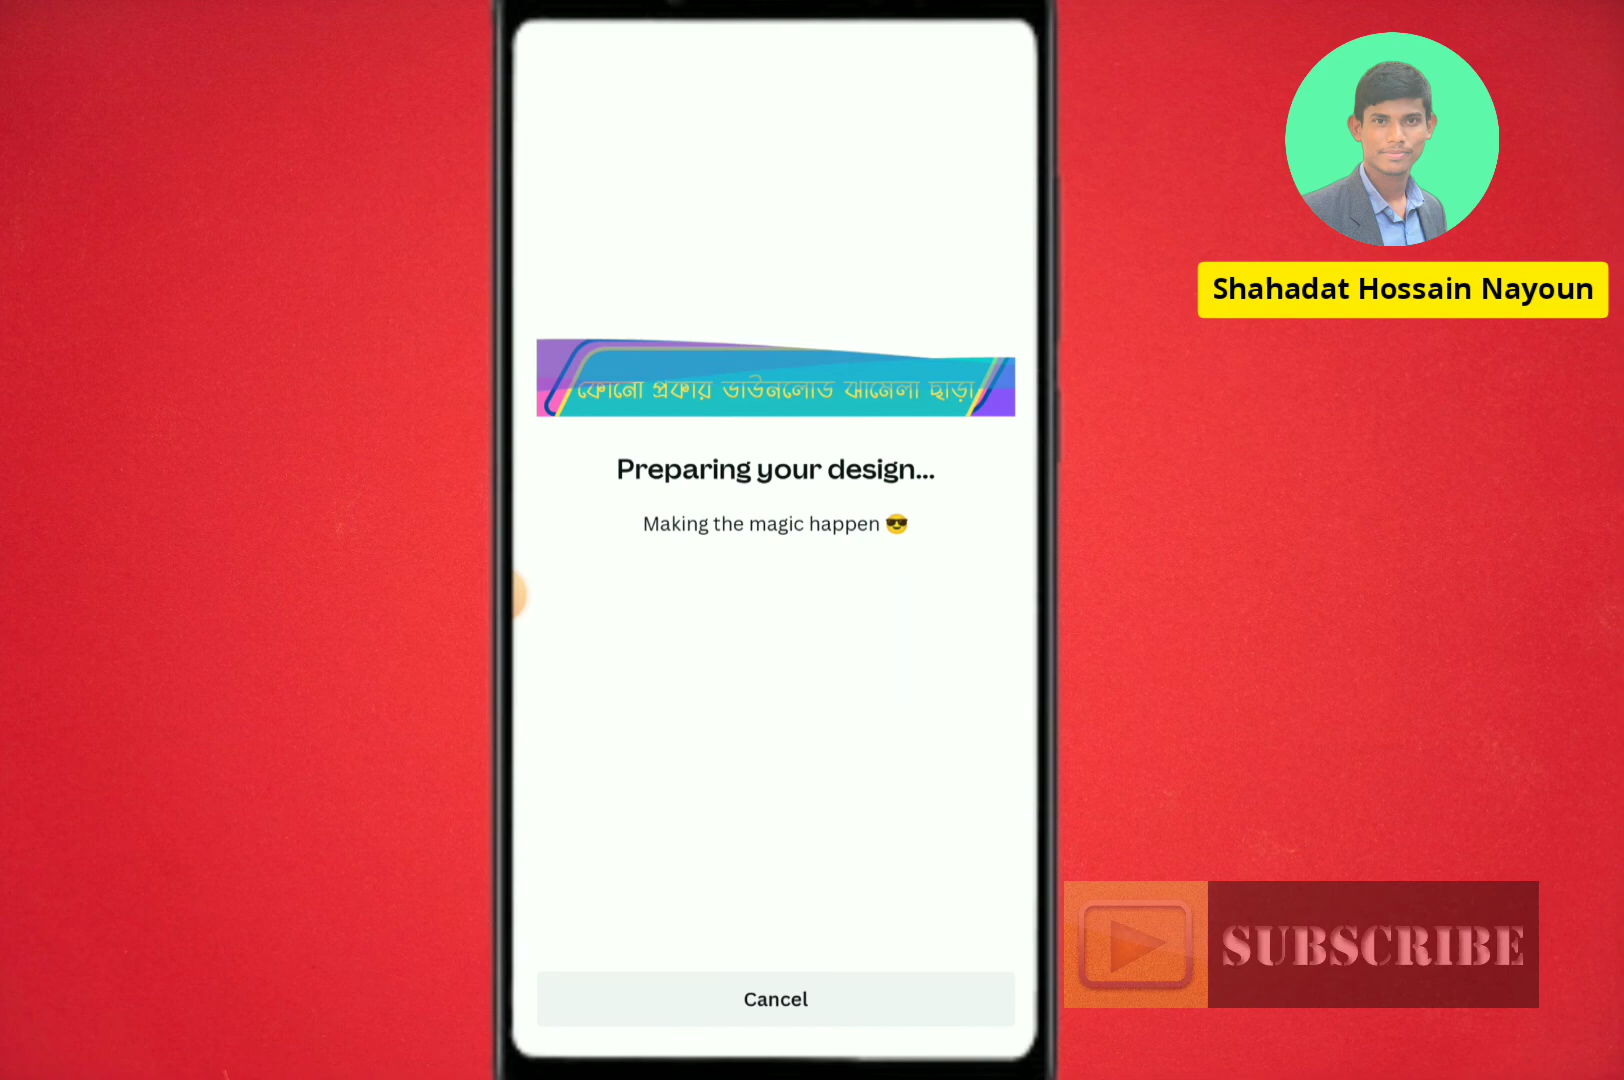 Shahadat Hossain Nayoun
কোনো প্রকার ডাউনলোড ঝামেলা ছাড়া
Preparing your design...
Making the magic happen 😎
SUBSCRIBE
Cancel